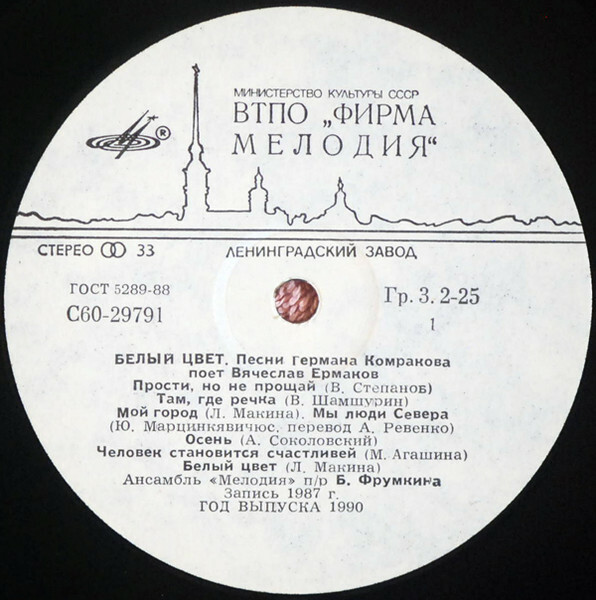 МИНИСТЕРСТВО КУЛЬТУРЫ СССР
ВТПО „ФИРМА
МЕЛОДИЯ“
®
СТЕРЕО 33
ЛЕНИНГРАДСКИЙ ЗАВОД
ГОСТ 5289-88
С60-29791
Гр. 3. 2-25
1
БЕЛЫЙ ЦВЕТ. Песни Германа Комракова
поет Вячеслав Ермаков
Прости, но не прощай (В. Степанов)
Там, где речка (В. Шамшурин)
Мой город (Л. Макина). Мы люди Севера
(Ю. Марцинкявичюс, перевод А. Ревенко)
Осень (А. Соколовский)
Человек становится счастливей (М. Агашина)
Белый цвет (Л. Макина)
Ансамбль «Мелодия» п/р Б. Фрумкина
Запись 1987 г.
ГОД ВЫПУСКА 1990